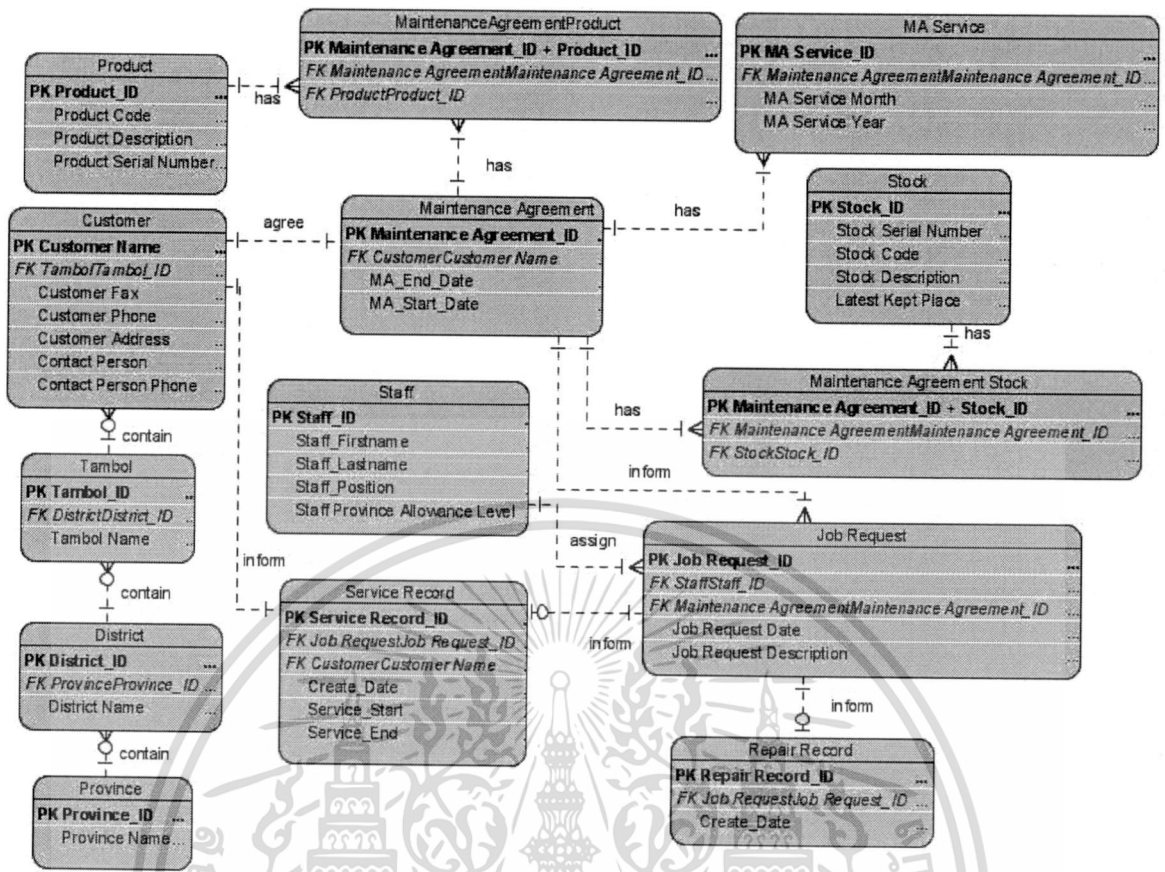 MaintenanceAgreementProduct
PK Maintenance Agreement_ID + Product_ID ...
FK Maintenance AgreementMaintenance Agreement_ID ...
FK ProductProduct_ID ...
MA Service
PK MA Service_ID ...
FK Maintenance AgreementMaintenance Agreement_ID ...
MA Service Month ...
MA Service Year ...
Product
PK Product_ID ...
Product Code ...
Product Description ...
Product Serial Number ...
has
has
Customer
PK Customer Name ...
FK TambolTambol_ID ...
Customer Fax ...
Customer Phone ...
Customer Address ...
Contact Person ...
Contact Person Phone ...
agree
Maintenance Agreement
PK Maintenance Agreement_ID
FK CustomerCustomer Name
MA_End_Date
MA_Start_Date
has
Stock
PK Stock_ID ...
Stock Serial Number ...
Stock Code ...
Stock Description ...
Latest Kept Place ...
has
Maintenance Agreement Stock
PK Maintenance Agreement_ID + Stock_ID ...
FK Maintenance AgreementMaintenance Agreement_ID ...
FK StockStock_ID ...
has
Staff
PK Staff_ID
Staff_Firstname
Staff_Lastname
Staff_Position
Staff Province Allowance Level
contain
Tambol
PK Tambol_ID ..
FK DistrictDistrict_ID ..
Tambol Name ..
inform
assign
Job Request
PK Job Request_ID ...
FK StaffStaff_ID ...
FK Maintenance AgreementMaintenance Agreement_ID ...
Job Request Date ...
Job Request Description ...
inform
contain
Service Record
PK Service Record_ID
FK Job RequestJob Request_ID
FK CustomerCustomer Name
Create_Date
Service_Start
Service_End
inform
District
PK District_ID ...
FK ProvinceProvince_ID ...
District Name ...
contain
Province
PK Province_ID ...
Province Name ...
inform
Repair Record
PK Repair Record_ID ...
FK Job RequestJob Request_ID ...
Create_Date ...